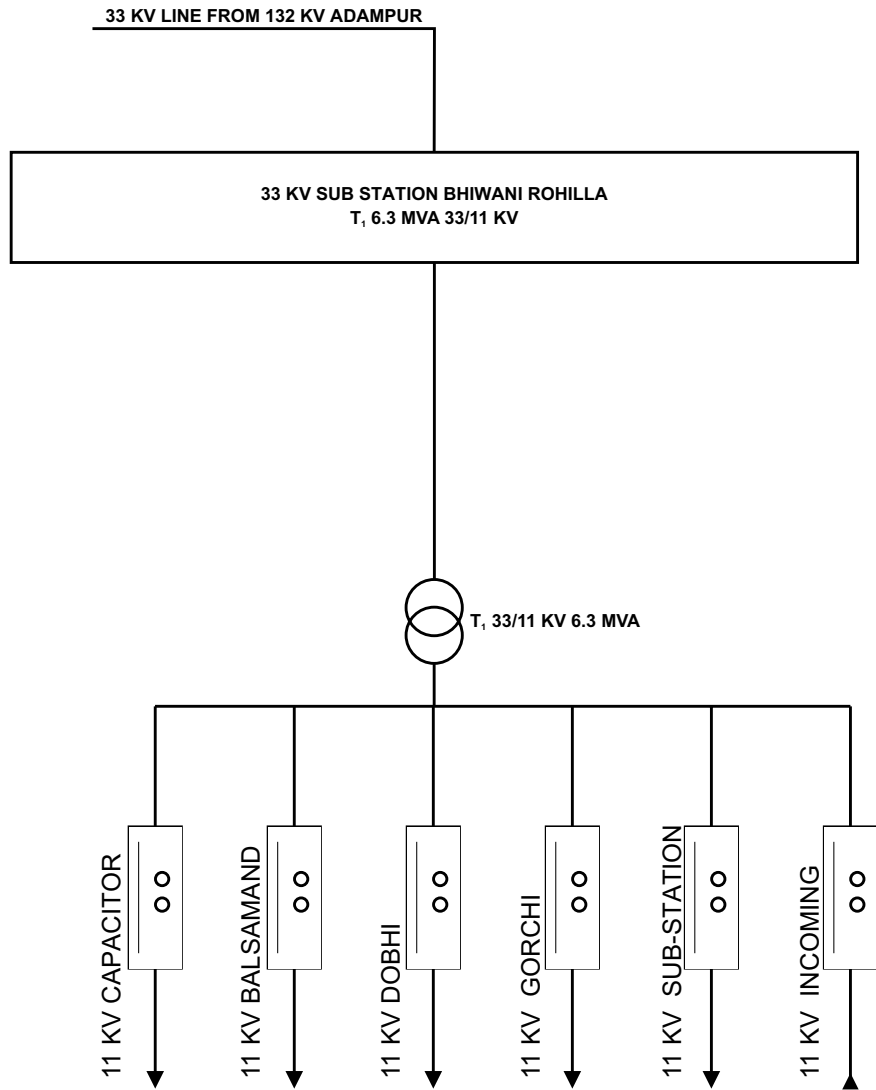 33 KV LINE FROM 132 KV ADAMPUR
33 KV SUB STATION BHIWANI ROHILLA
T₁ 6.3 MVA 33/11 KV
T₁ 33/11 KV 6.3 MVA
11 KV CAPACITOR
11 KV BALSAMAND
11 KV DOBHI
11 KV GORCHI
11 KV SUB-STATION
11 KV INCOMING